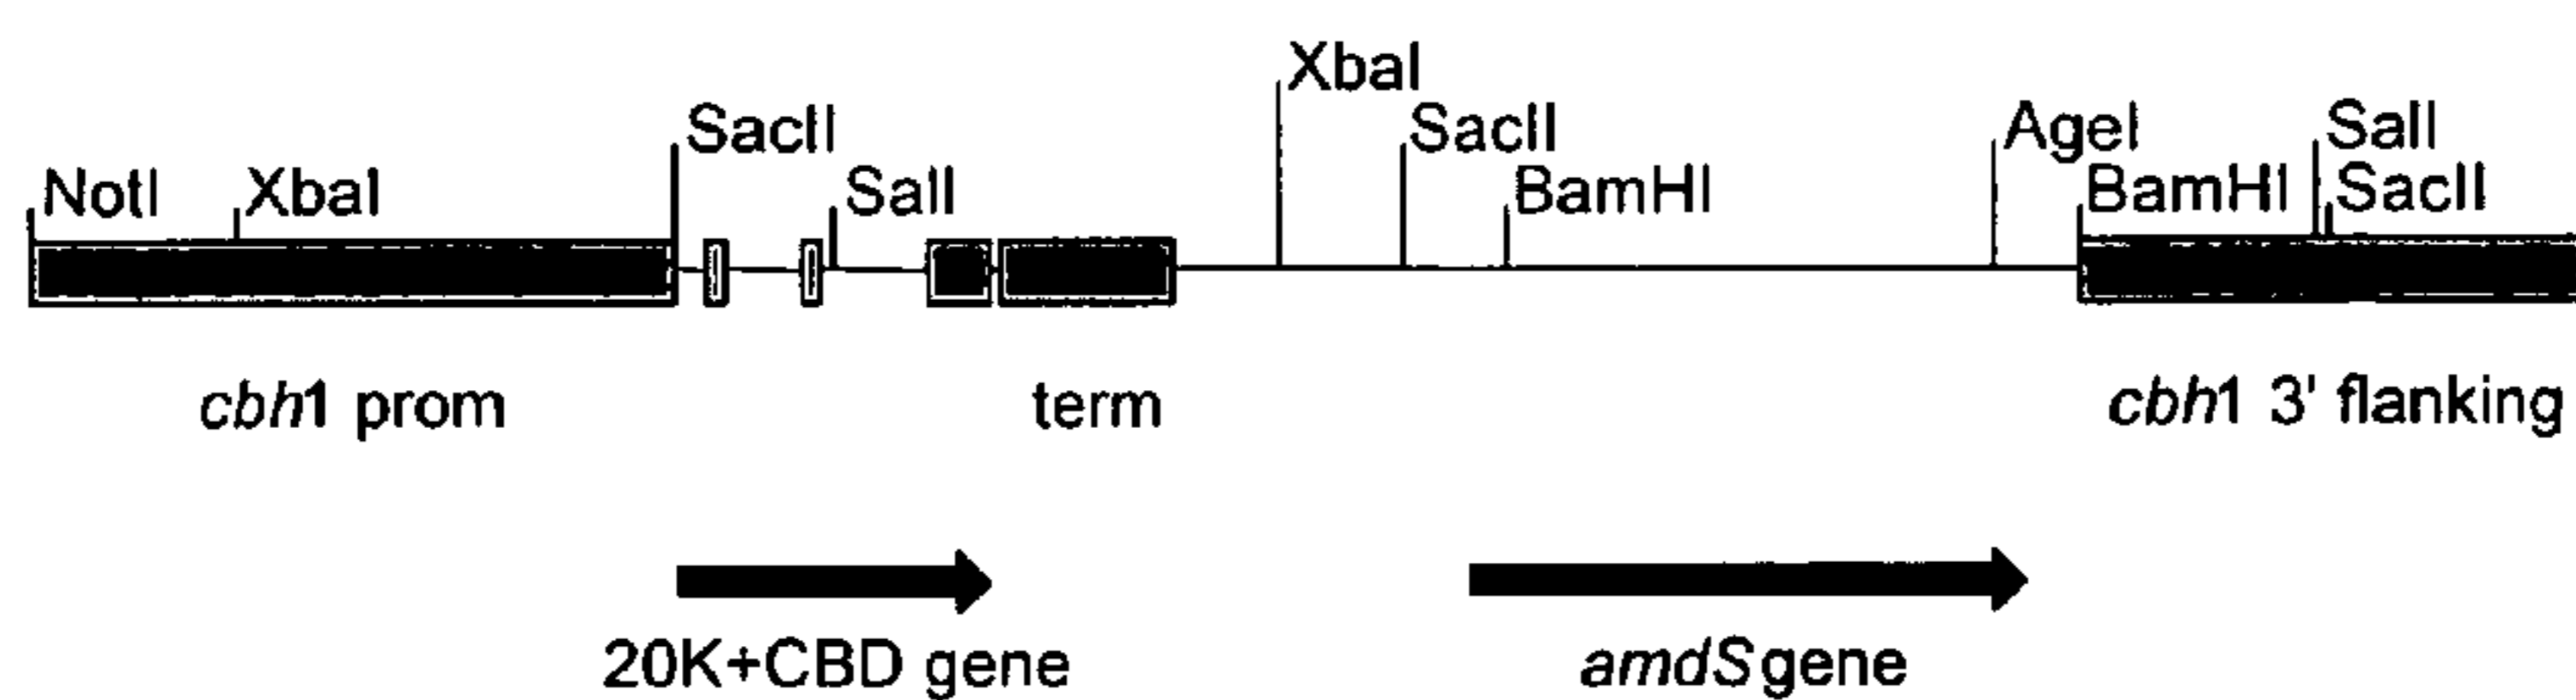 XbaI
SacII SacII AgeI SalI
NotI XbaI SalI BamHI BamHI SacII
cbh1 prom term cbh1 3' flanking
20K+CBD gene amdS gene